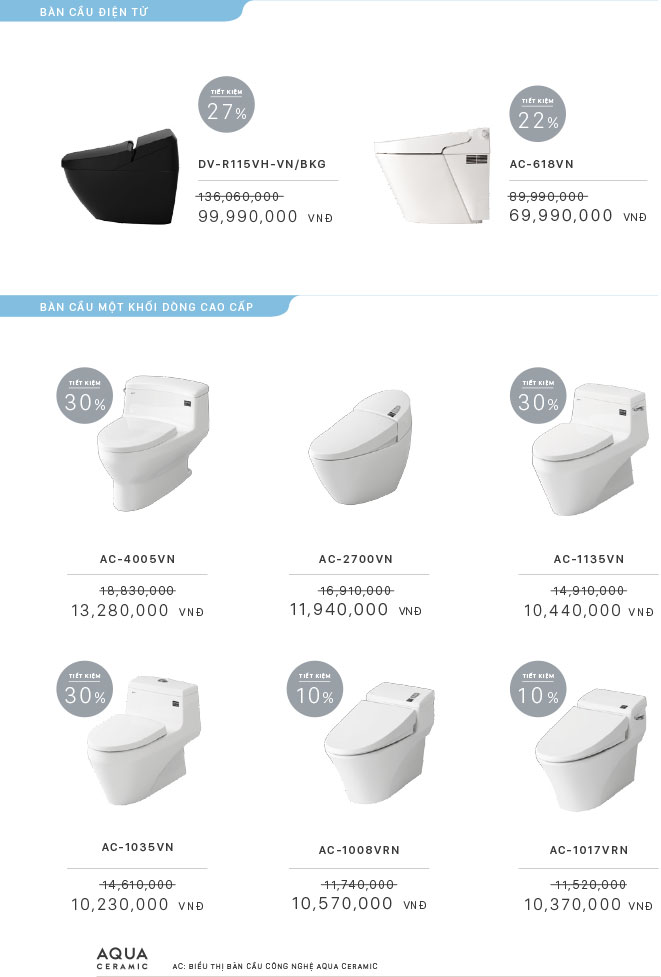 BÀN CẦU ĐIỆN TỬ
TIẾT KIỆM
27%
DV-R115VH-VN/BKG
136,060,000
99,990,000 VNĐ
TIẾT KIỆM
22%
AC-618VN
89,990,000
69,990,000 VNĐ
BÀN CẦU MỘT KHỐI DÒNG CAO CẤP
TIẾT KIỆM
30%
AC-4005VN
18,830,000
13,280,000 VNĐ
AC-2700VN
16,910,000
11,940,000 VNĐ
TIẾT KIỆM
30%
AC-1135VN
14,910,000
10,440,000 VNĐ
TIẾT KIỆM
30%
AC-1035VN
14,610,000
10,230,000 VNĐ
TIẾT KIỆM
10%
AC-1008VRN
11,740,000
10,570,000 VNĐ
TIẾT KIỆM
10%
AC-1017VRN
11,520,000
10,370,000 VNĐ
AQUA
CERAMIC
AC: BIỂU THỊ BÀN CẦU CÔNG NGHỆ AQUA CERAMIC